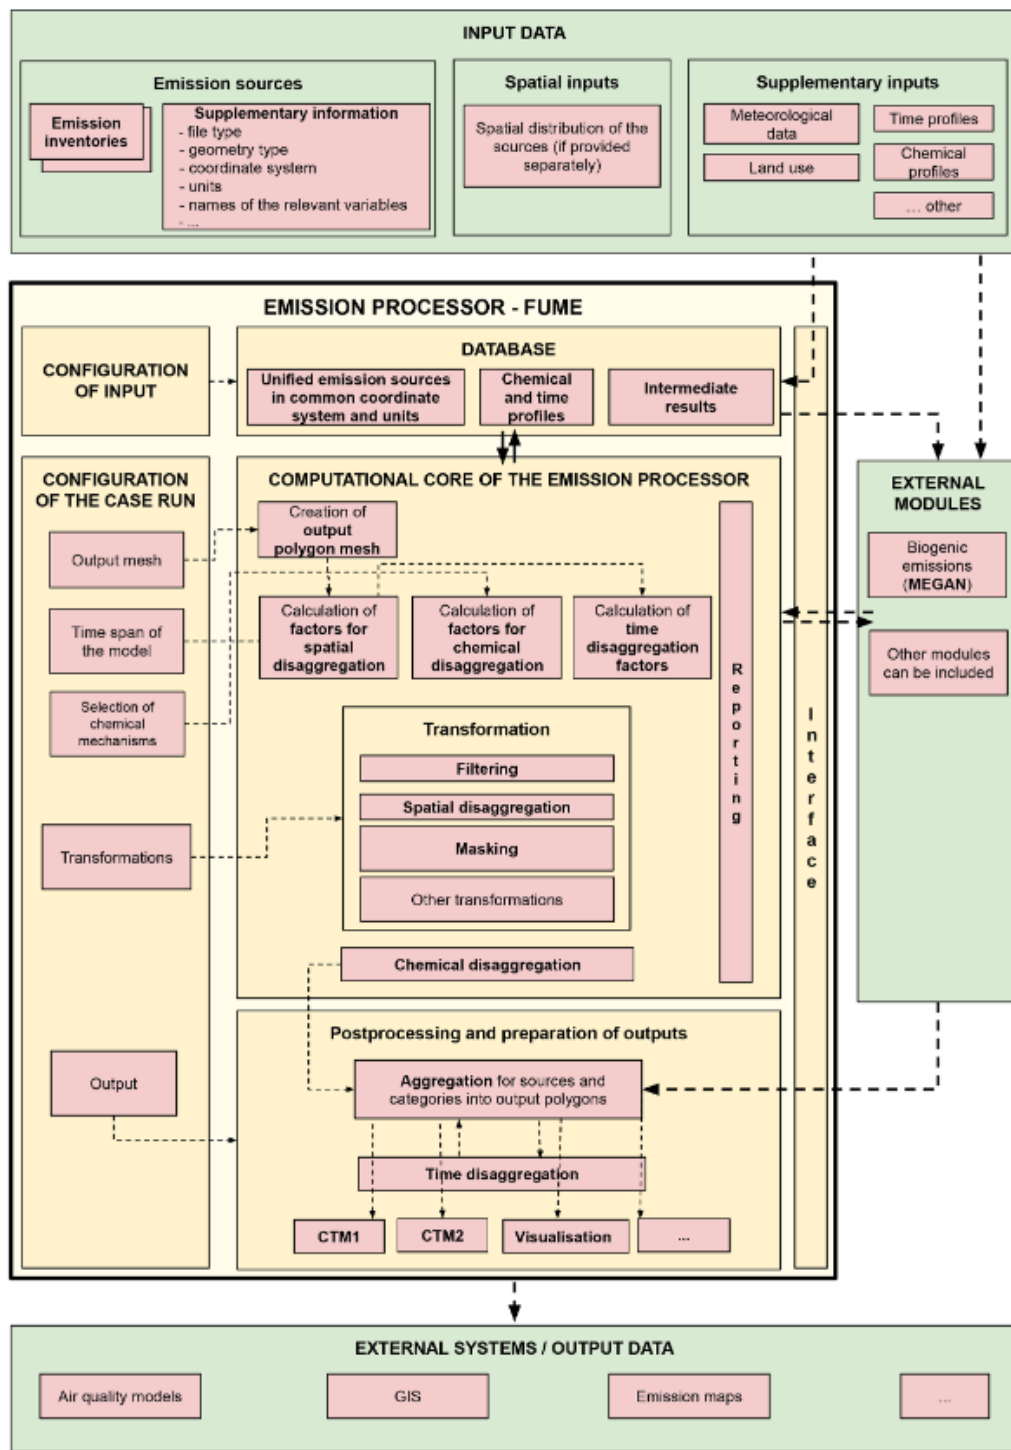 INPUT DATA
Emission sources
Emission
inventories
Supplementary information
- file type
- geometry type
- coordinate system
- units
- names of the relevant variables
- ...
Spatial inputs
Spatial distribution of the
sources (if provided
separately)
Supplementary inputs
Meteorological
data
Land use
Time profiles
Chemical
profiles
... other
EMISSION PROCESSOR - FUME
CONFIGURATION
OF INPUT
DATABASE
Unified emission sources
in common coordinate
system and units
Chemical
and time
profiles
Intermediate
results
CONFIGURATION
OF THE CASE RUN
Output mesh
Time span of
the model
Selection of
chemical
mechanisms
Transformations
Output
COMPUTATIONAL CORE OF THE EMISSION PROCESSOR
Creation of
output
polygon mesh
Calculation of
factors for
spatial
disaggregation
Calculation of
factors for
chemical
disaggregation
Calculation of
time
disaggregation
factors
Transformation
Filtering
Spatial disaggregation
Masking
Other transformations
Chemical disaggregation
Reporting
Interface
EXTERNAL
MODULES
Biogenic
emissions
(MEGAN)
Other modules
can be included
Postprocessing and preparation of outputs
Aggregation for sources and
categories into output polygons
Time disaggregation
CTM1
CTM2
Visualisation
...
EXTERNAL SYSTEMS / OUTPUT DATA
Air quality models
GIS
Emission maps
...